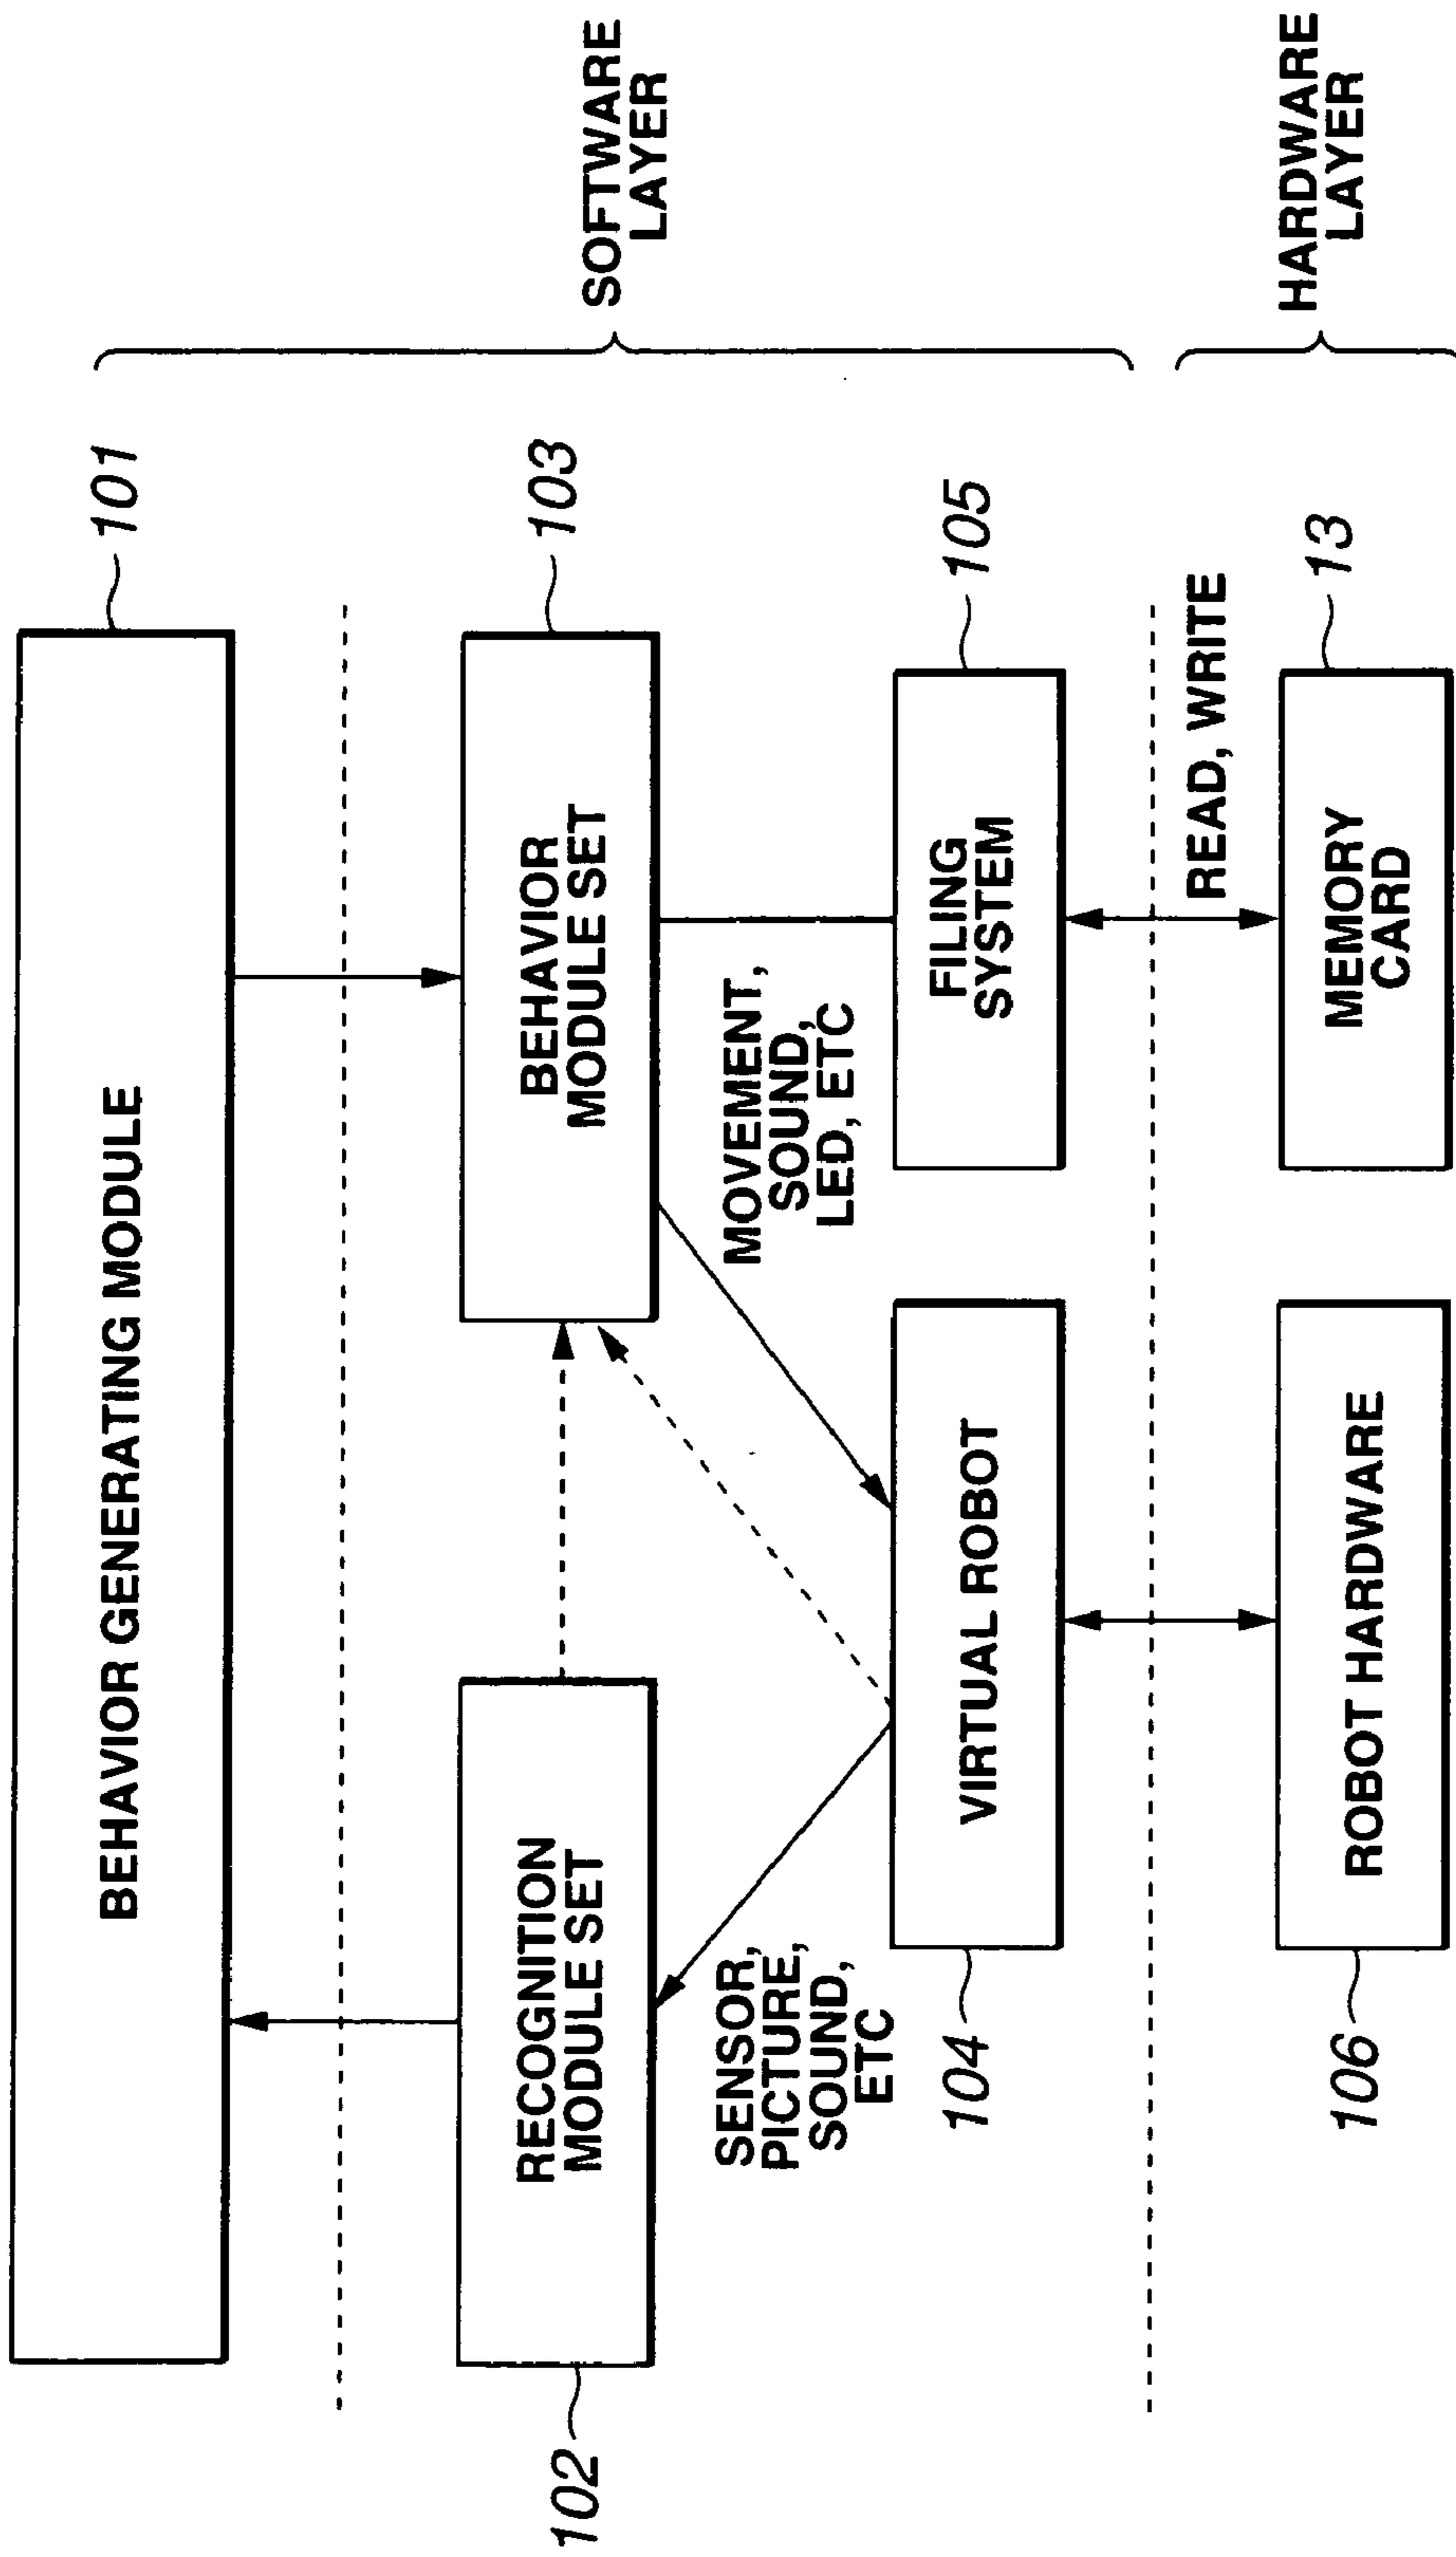 BEHAVIOR GENERATING MODULE
101
SOFTWARE
LAYER
102
RECOGNITION
MODULE SET
BEHAVIOR
MODULE SET
103
SENSOR,
PICTURE,
SOUND,
ETC
MOVEMENT,
SOUND,
LED, ETC
104
VIRTUAL ROBOT
FILING
SYSTEM
105
READ, WRITE
HARDWARE
LAYER
106
ROBOT HARDWARE
MEMORY
CARD
13